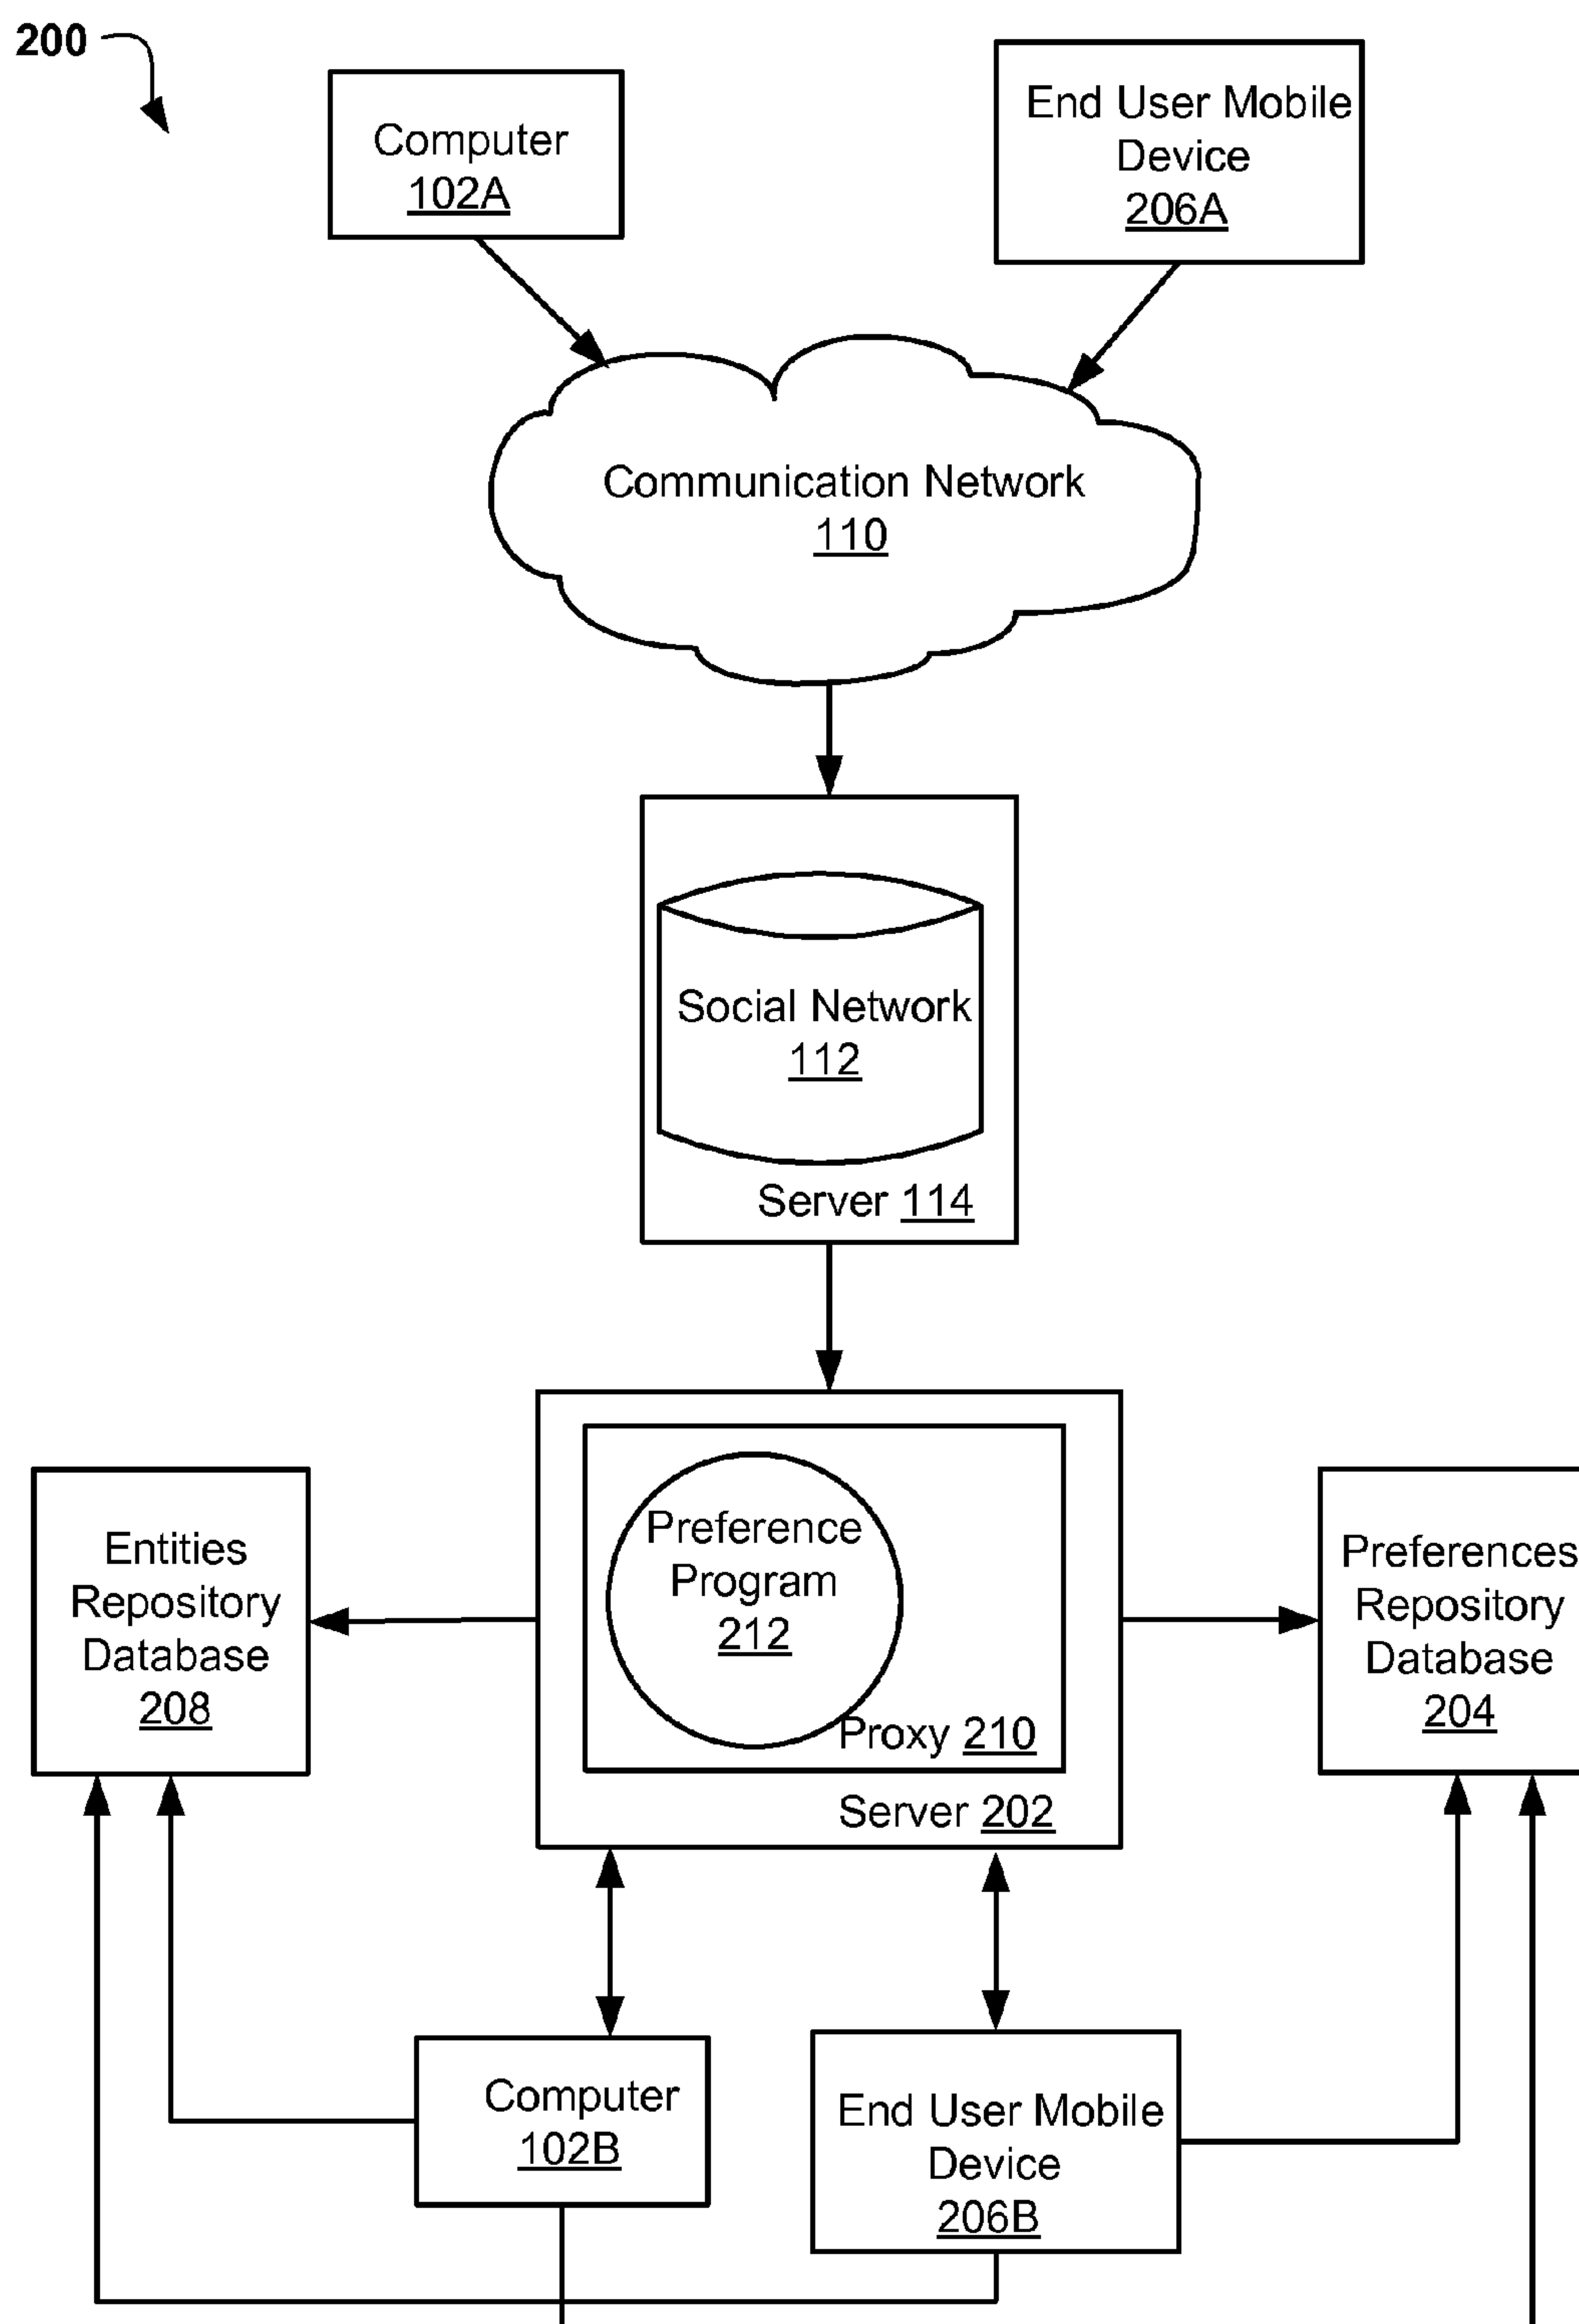 200
Computer
102A
End User Mobile
Device
206A
Communication Network
110
Social Network
112
Server 114
Preference
Program
212
Proxy 210
Server 202
Entities
Repository
Database
208
Preferences
Repository
Database
204
Computer
102B
End User Mobile
Device
206B